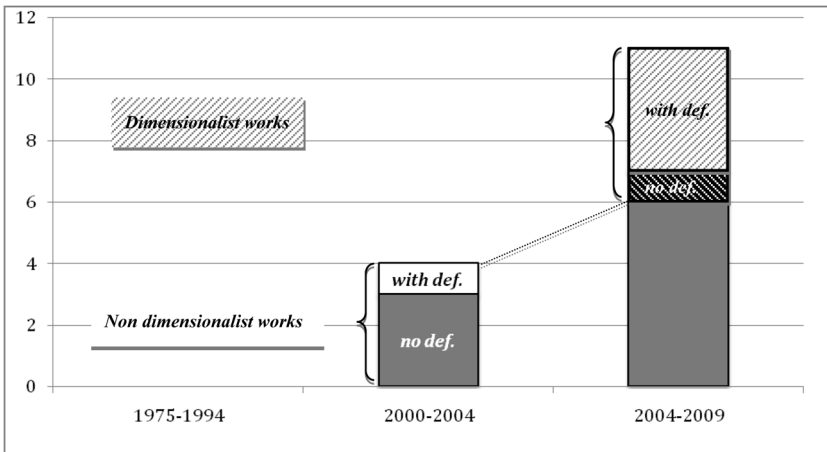 12
10
8
6
4
2
0
Dimensionalist works
with def.
no def.
with def.
Non dimensionalist works
no def.
1975-1994
2000-2004
2004-2009